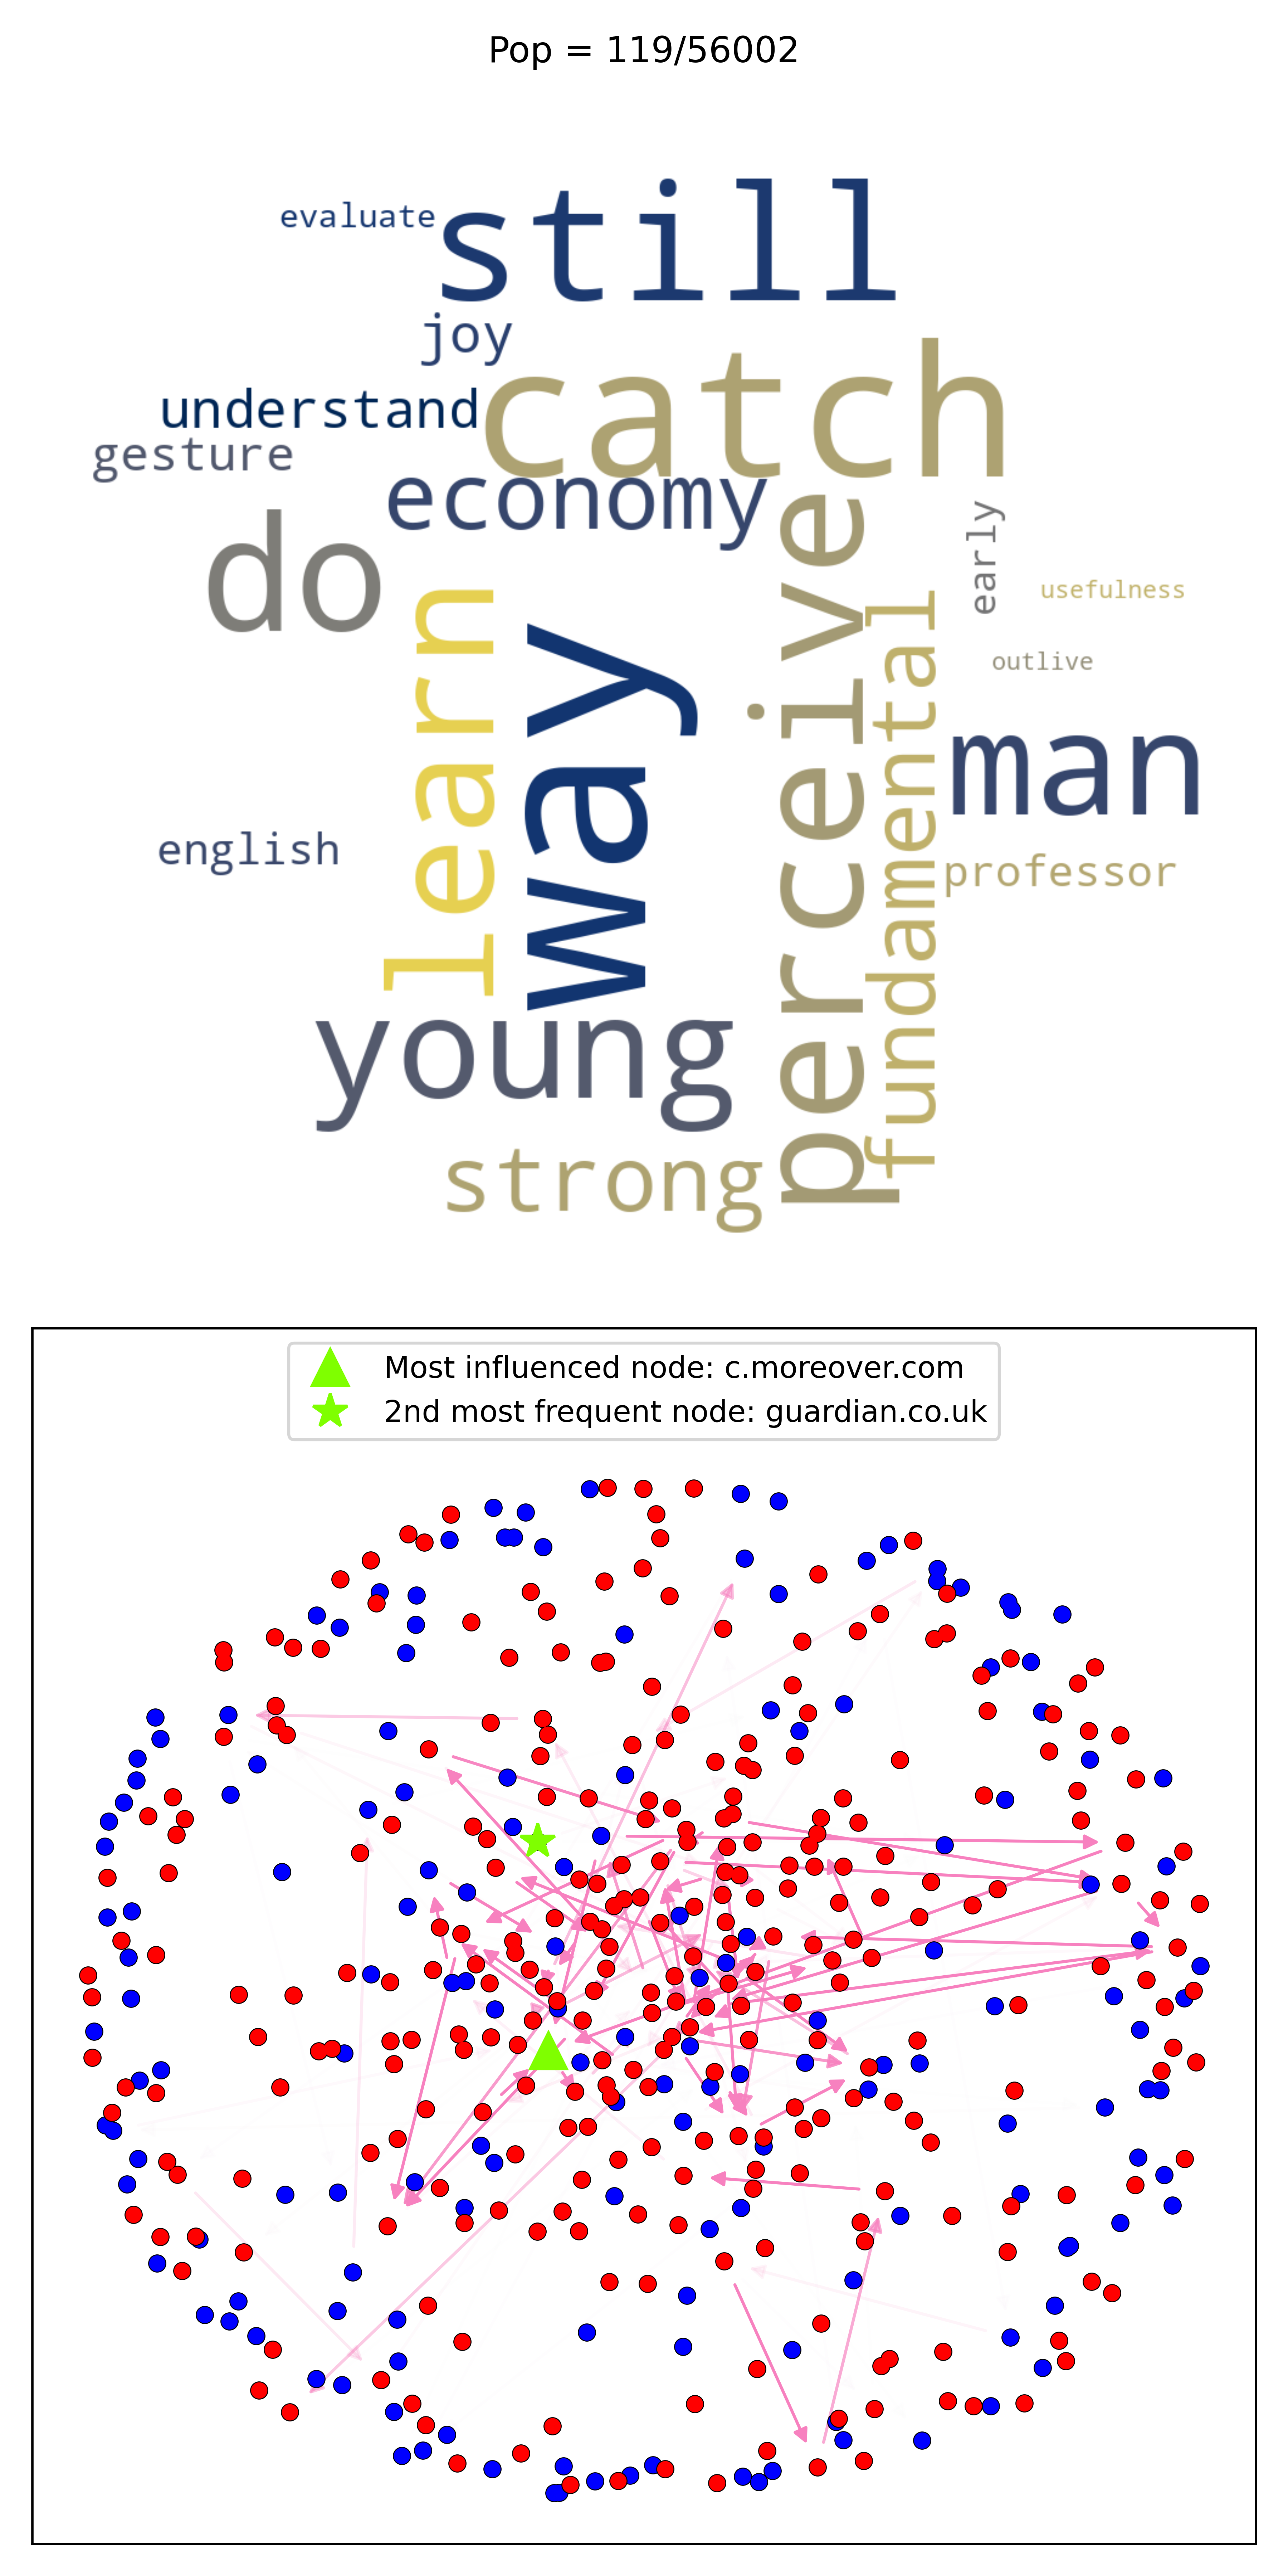 Pop = 119/56002
evaluate
still
joy
catch
understand
gesture
economy
do
early
usefulness
learn
way
perceive
fundamental
outlive
man
english
professor
young
strong
Most influenced node: c.moreover.com
2nd most frequent node: guardian.co.uk